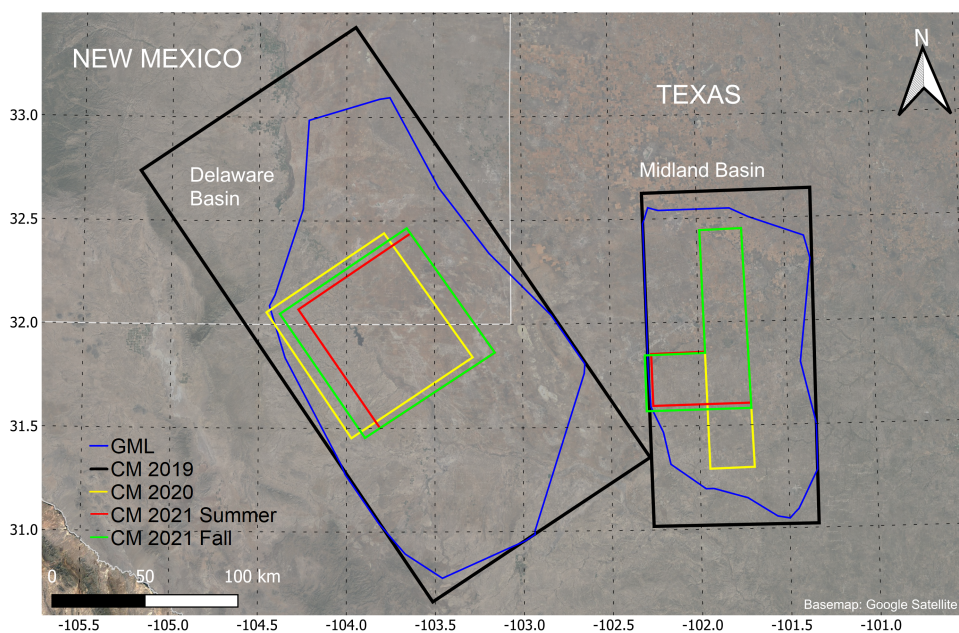 NEW MEXICO
N
TEXAS
33.0
Delaware
Basin
Midland Basin
32.5
32.0
31.5
GML
CM 2019
CM 2020
CM 2021 Summer
31.0
CM 2021 Fall
0 50 100 km
Basemap: Google Satellite
-105.5 -105.0 -104.5 -104.0 -103.5 -103.0 -102.5 -102.0 -101.5 -101.0